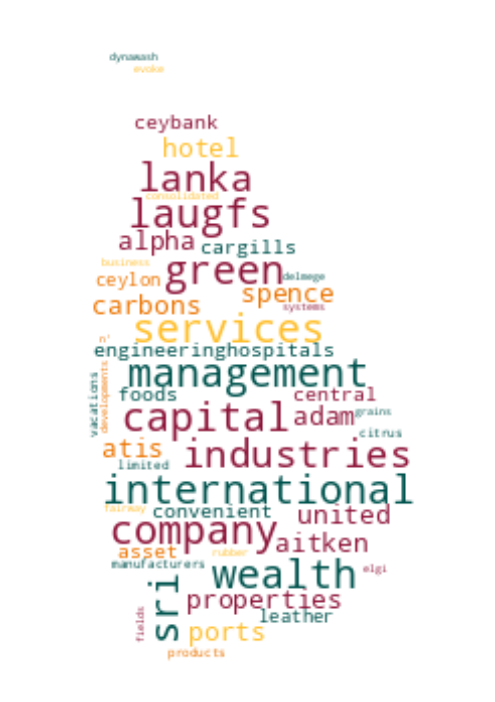 dynawash
evoke
ceybank
hotel
lanka
consolidated
laugfs
alpha cargills
business green delmege
ceylon spence
carbons systems
services
n'
engineering hospitals
management
vacations developments foods central
capital adam grains
citrus
atis industries
limited
international
fairway convenient united
company aitken
asset rubber
manufacturers wealth elgi
sri properties
fields leather
ports
products